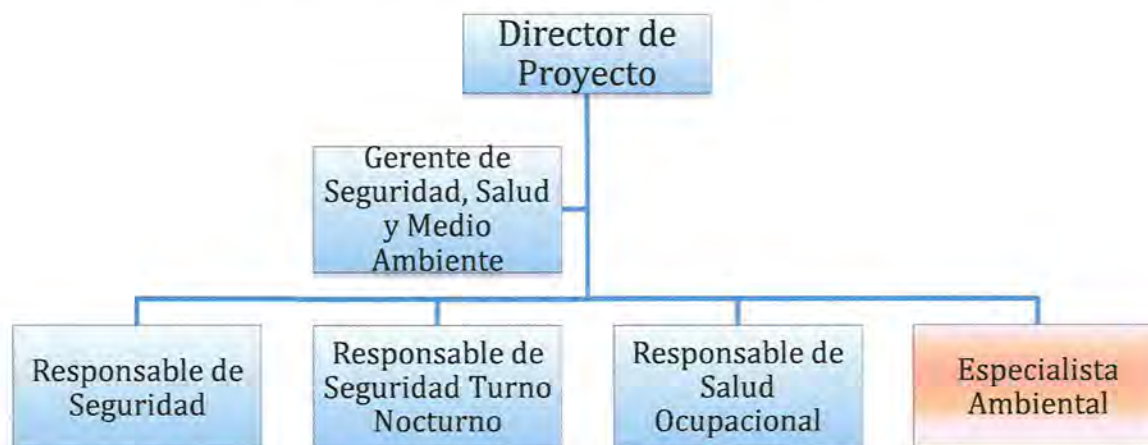 Director de
Proyecto
Gerente de
Seguridad, Salud
y Medio
Ambiente
Responsable de
Seguridad
Responsable de
Seguridad Turno
Nocturno
Responsable de
Salud
Ocupacional
Especialista
Ambiental